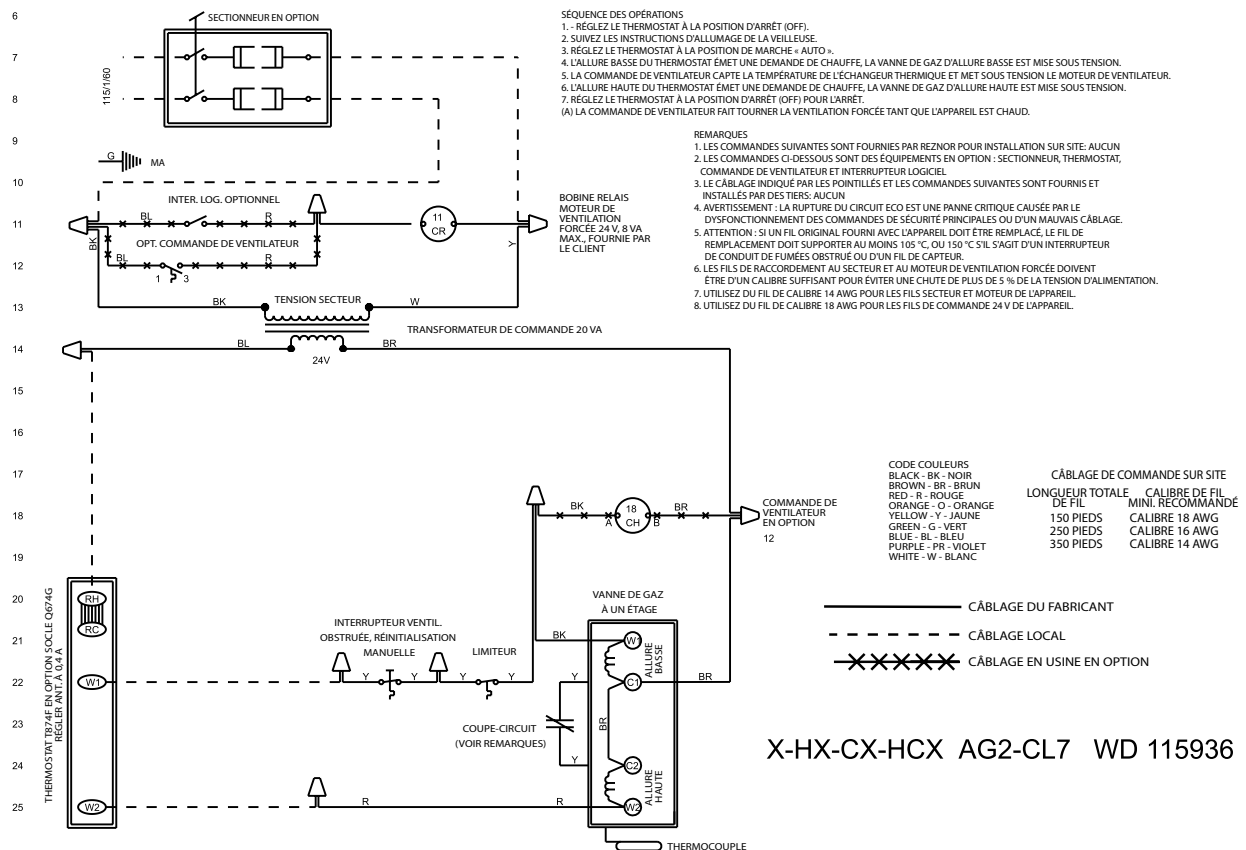 6
SECTIONNEUR EN OPTION
7
115/1/60
8
9
G
MA
10
SÉQUENCE DES OPÉRATIONS
1. - RÉGLEZ LE THERMOSTAT À LA POSITION D'ARRÊT (OFF).
2. SUIVEZ LES INSTRUCTIONS D'ALLUMAGE DE LA VEILLEUSE.
3. RÉGLEZ LE THERMOSTAT À LA POSITION DE MARCHE « AUTO ».
4. L'ALLURE BASSE DU THERMOSTAT ÉMET UNE DEMANDE DE CHAUFFE, LA VANNE DE GAZ D'ALLURE BASSE EST MISE SOUS TENSION.
5. LA COMMANDE DE VENTILATEUR CAPTE LA TEMPÉRATURE DE L'ÉCHANGEUR THERMIQUE ET MET SOUS TENSION LE MOTEUR DE VENTILATEUR.
6. L'ALLURE HAUTE DU THERMOSTAT ÉMET UNE DEMANDE DE CHAUFFE, LA VANNE DE GAZ D'ALLURE HAUTE EST MISE SOUS TENSION.
7. RÉGLEZ LE THERMOSTAT À LA POSITION D'ARRÊT (OFF) POUR L'ARRÊT.
(A) LA COMMANDE DE VENTILATEUR FAIT TOURNER LA VENTILATION FORCÉE TANT QUE L'APPAREIL EST CHAUD.
REMARQUES
1. LES COMMANDES SUIVANTES SONT FOURNIES PAR REZNOR POUR INSTALLATION SUR SITE: AUCUN
2. LES COMMANDES CI-DESSOUS SONT DES ÉQUIPEMENTS EN OPTION : SECTIONNEUR, THERMOSTAT,
COMMANDE DE VENTILATEUR ET INTERRUPTEUR LOGICIEL
3. LE CÂBLAGE INDIQUÉ PAR LES POINTILLÉS ET LES COMMANDES SUIVANTES SONT FOURNIS ET
INSTALLÉS PAR DES TIERS: AUCUN
4. AVERTISSEMENT : LA RUPTURE DU CIRCUIT ECO EST UNE PANNE CRITIQUE CAUSÉE PAR LE
DYSFONCTIONNEMENT DES COMMANDES DE SÉCURITÉ PRINCIPALES OU D'UN MAUVAIS CÂBLAGE.
5. ATTENTION : SI UN FIL ORIGINAL FOURNI AVEC L'APPAREIL DOIT ÊTRE REMPLACÉ, LE FIL DE
REMPLACEMENT DOIT SUPPORTER AU MOINS 105 °C, OU 150 °C S'IL S'AGIT D'UN INTERRUPTEUR
DE CONDUIT DE FUMÉES OBSTRUÉ OU D'UN FIL DE CAPTEUR.
6. LES FILS DE RACCORDEMENT AU SECTEUR ET AU MOTEUR DE VENTILATION FORCÉE DOIVENT
ÊTRE D'UN CALIBRE SUFFISANT POUR ÉVITER UNE CHUTE DE PLUS DE 5 % DE LA TENSION D'ALIMENTATION.
7. UTILISEZ DU FIL DE CALIBRE 14 AWG POUR LES FILS SECTEUR ET MOTEUR DE L'APPAREIL.
8. UTILISEZ DU FIL DE CALIBRE 18 AWG POUR LES FILS DE COMMANDE 24 V DE L'APPAREIL.
INTER. LOG. OPTIONNEL
11
BL
R
11
CR
BOBINE RELAIS
MOTEUR DE
VENTILATION
FORCÉE 24 V, 8 VA
MAX., FOURNIE PAR
LE CLIENT
BK
OPT. COMMANDE DE VENTILATEUR
Y
12
BL
R
1
3
13
BK
TENSION SECTEUR
W
TRANSFORMATEUR DE COMMANDE 20 VA
14
BL
BR
24V
15
16
17
18
BK
A
18
CH
B
BR
COMMANDE DE
VENTILATEUR
EN OPTION
12
19
CODE COULEURS
BLACK - BK - NOIR
BROWN - BR - BRUN
RED - R - ROUGE
ORANGE - O - ORANGE
YELLOW - Y - JAUNE
GREEN - G - VERT
BLUE - BL - BLEU
PURPLE - PR - VIOLET
WHITE - W - BLANC
CÂBLAGE DE COMMANDE SUR SITE
LONGUEUR TOTALE CALIBRE DE FIL
DE FIL MINI. RECOMMANDÉ
150 PIEDS CALIBRE 18 AWG
250 PIEDS CALIBRE 16 AWG
350 PIEDS CALIBRE 14 AWG
CÂBLAGE DU FABRICANT
CÂBLAGE LOCAL
CÂBLAGE EN USINE EN OPTION
THERMOSTAT T874F EN OPTION SOCLE Q674G
RÉGLER ANT. À 0,4 A
20
RH
RC
VANNE DE GAZ
À UN ÉTAGE
21
INTERRUPTEUR VENTIL.
OBSTRUÉE, RÉINITIALISATION
MANUELLE
LIMITEUR
BK
W1
ALLURE
BASSE
22
W1
Y
Y
Y
Y
Y
C1
BR
23
COUPE-CIRCUIT
(VOIR REMARQUES)
BR
24
Y
C2
ALLURE
HAUTE
25
W2
R
R
W2
THERMOCOUPLE
X-HX-CX-HCX AG2-CL7 WD 115936